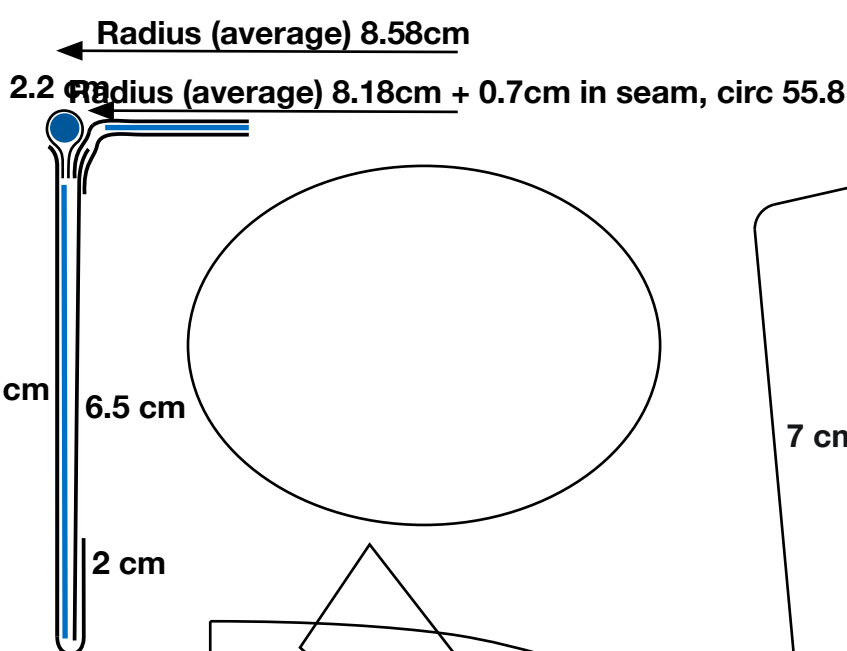 Radius (average) 8.58cm
2.2 cm
Radius (average) 8.18cm + 0.7cm in seam, circ 55.8
cm
6.5 cm
7 cm
2 cm